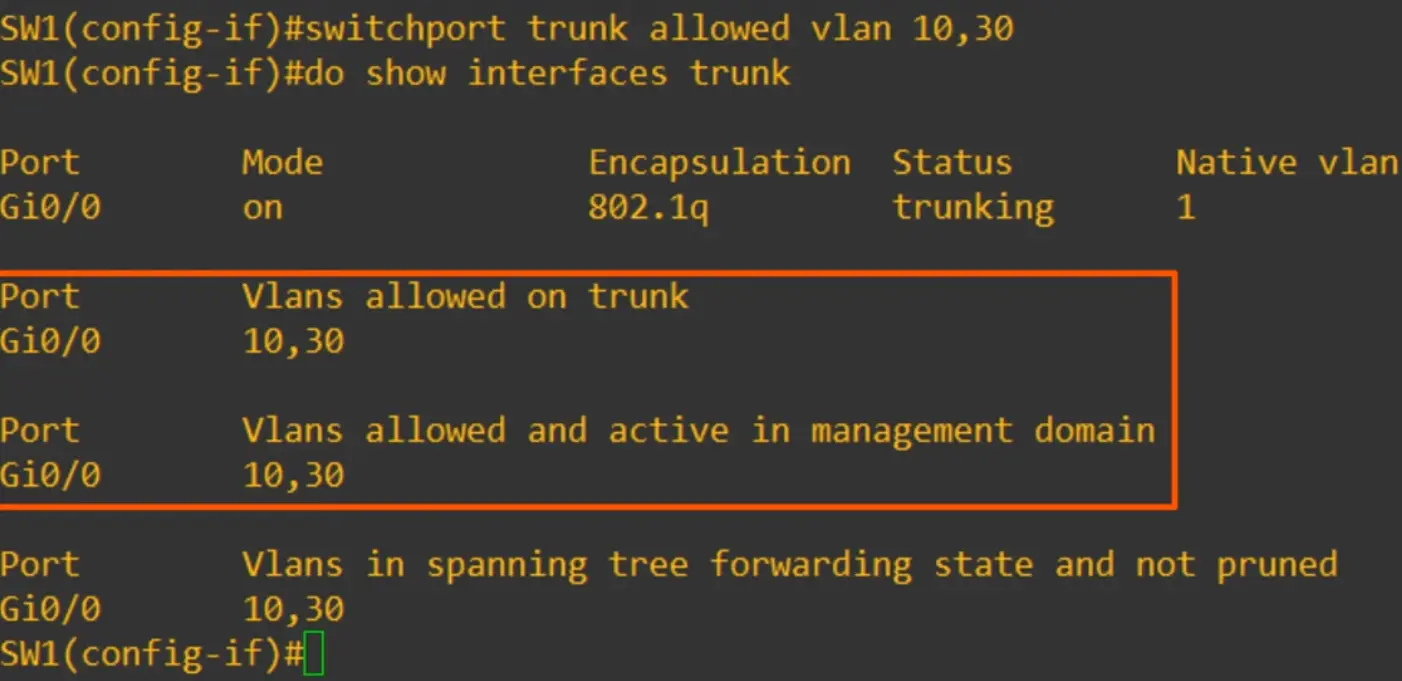 SW1(config-if)#switchport trunk allowed vlan 10,30
SW1(config-if)#do show interfaces trunk
Port Mode Encapsulation Status Native vlan
Gi0/0 on 802.1q trunking 1
Port Vlans allowed on trunk
Gi0/0 10,30
Port Vlans allowed and active in management domain
Gi0/0 10,30
Port Vlans in spanning tree forwarding state and not pruned
Gi0/0 10,30
SW1(config-if)#